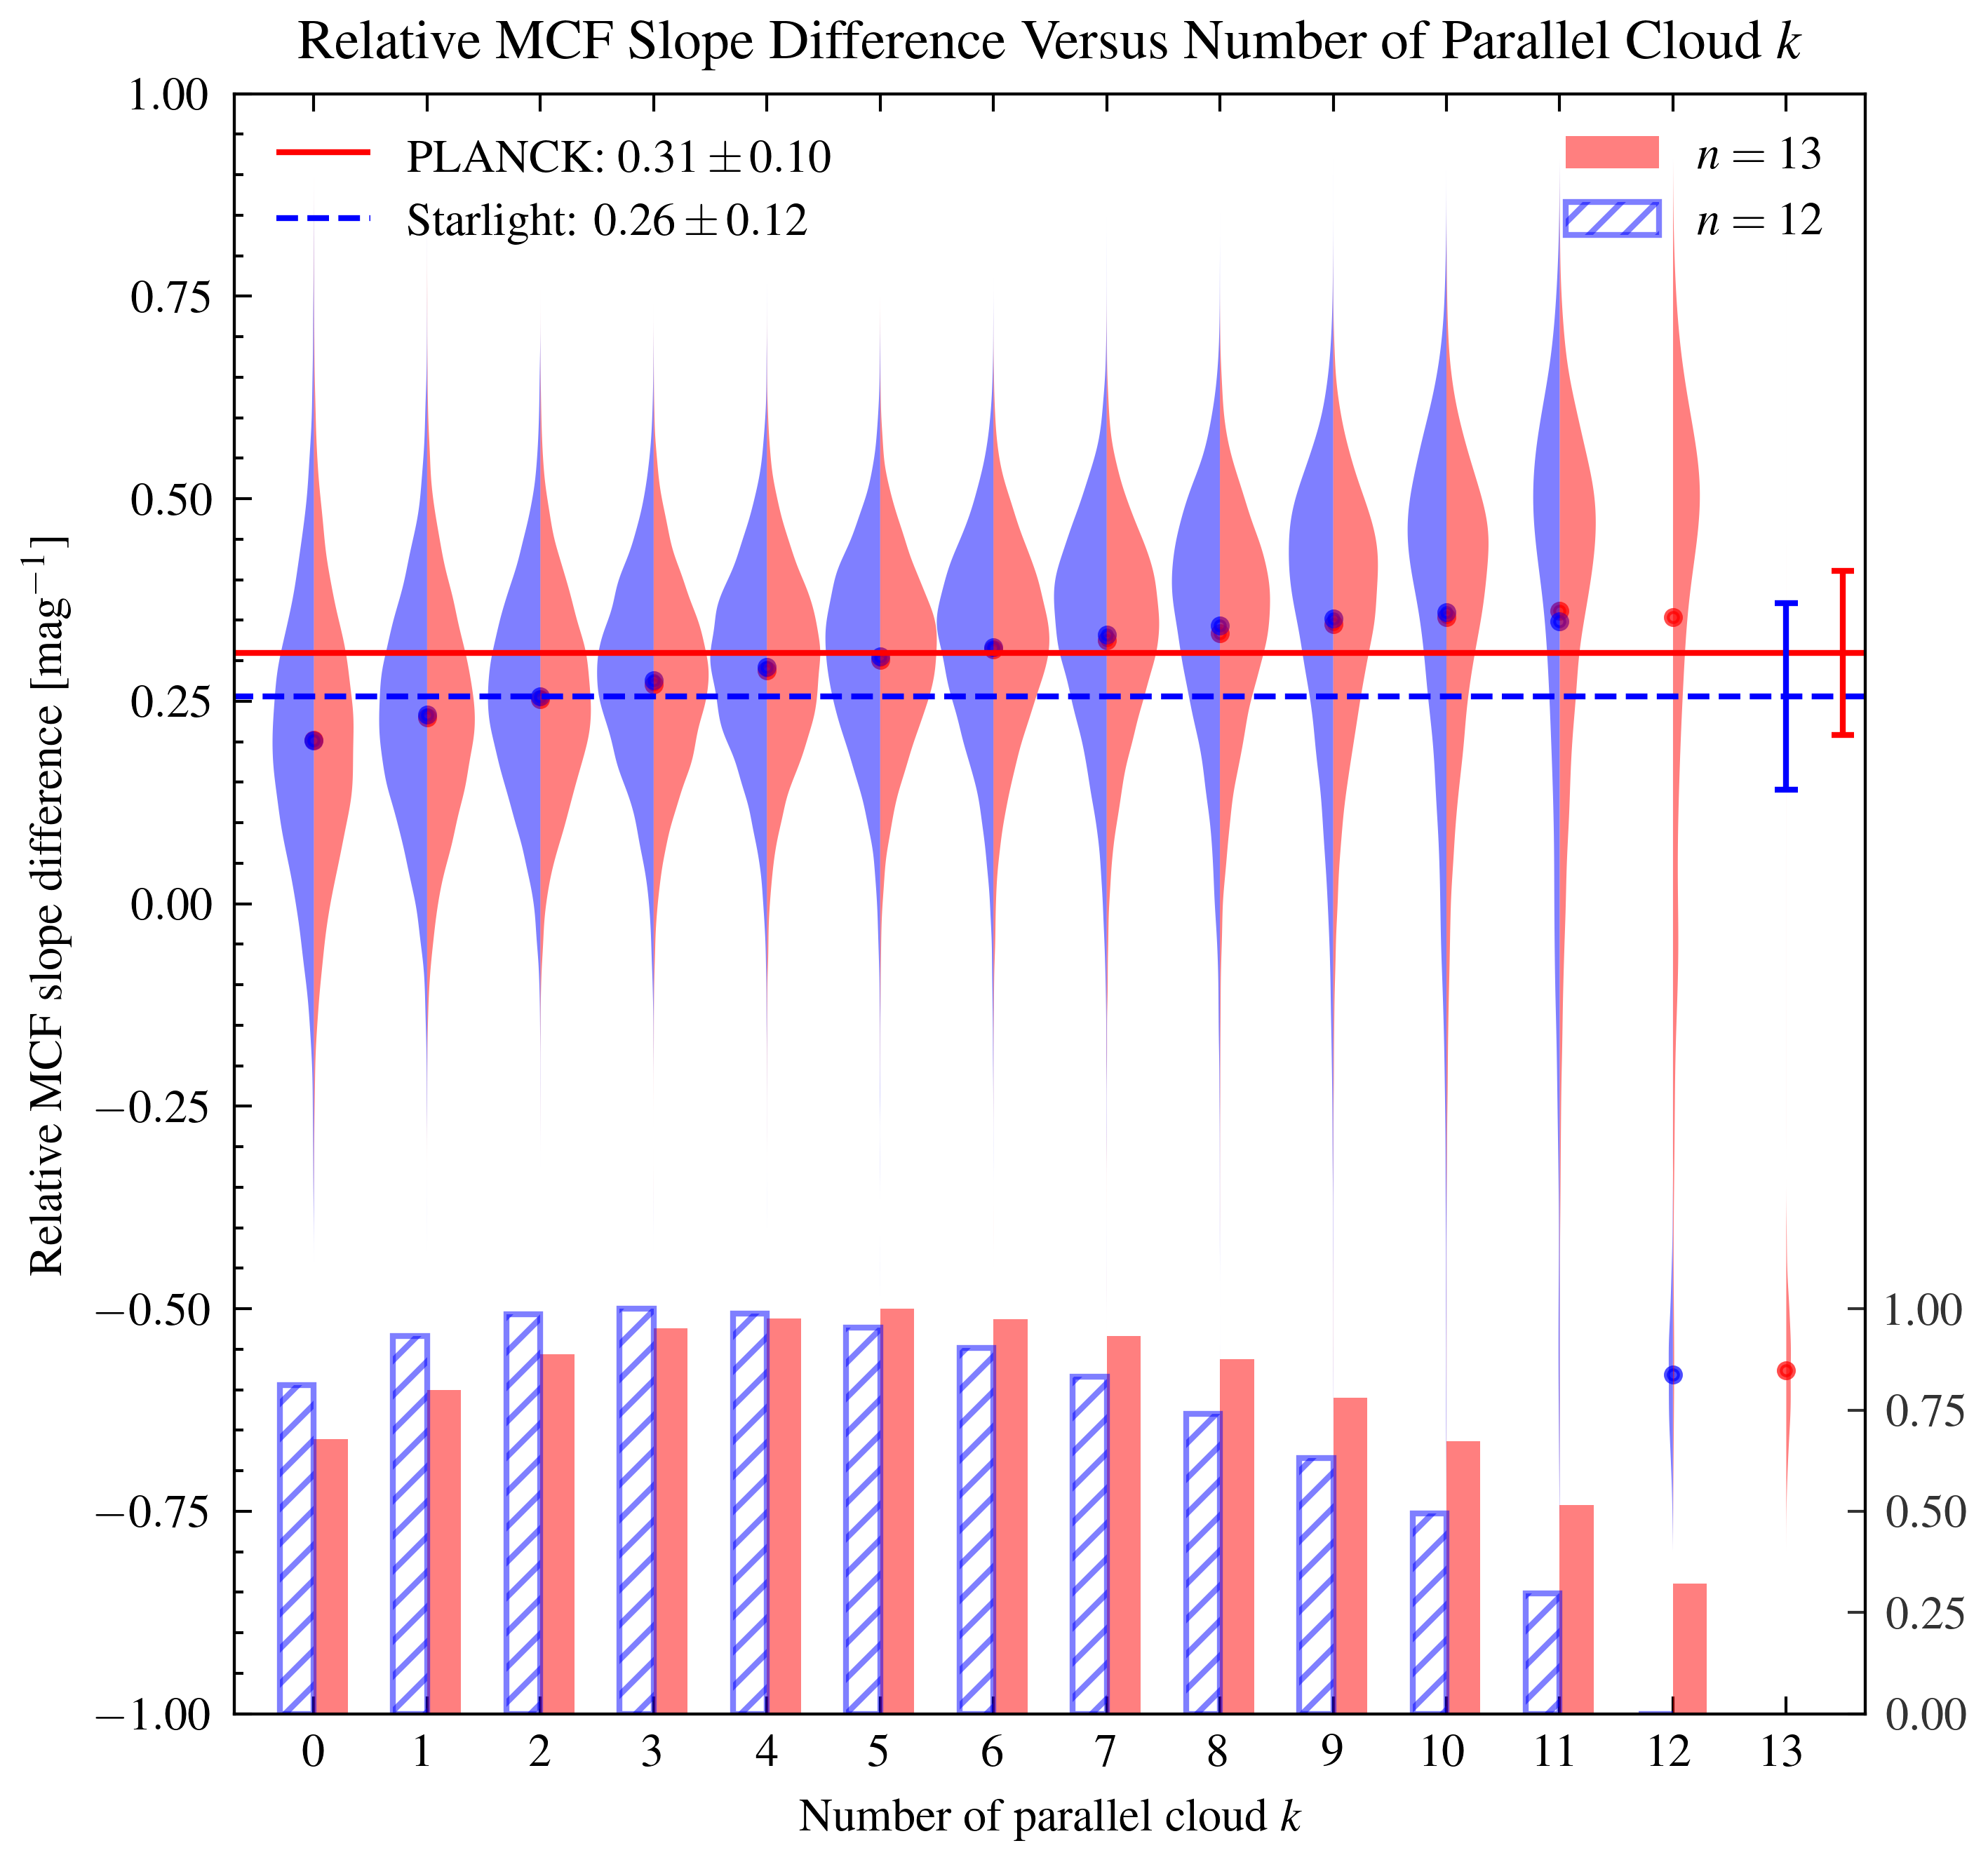 Relative MCF Slope Difference Versus Number of Parallel Cloud k
PLANCK: 0.31 ± 0.10
Starlight: 0.26 ± 0.12
n = 13
n = 12
Relative MCF slope difference [mag⁻¹]
1.00
0.75
0.50
0.25
0.00
−0.25
−0.50
−0.75
−1.00
1.00
0.75
0.50
0.25
0.00
0 1 2 3 4 5 6 7 8 9 10 11 12 13
Number of parallel cloud k